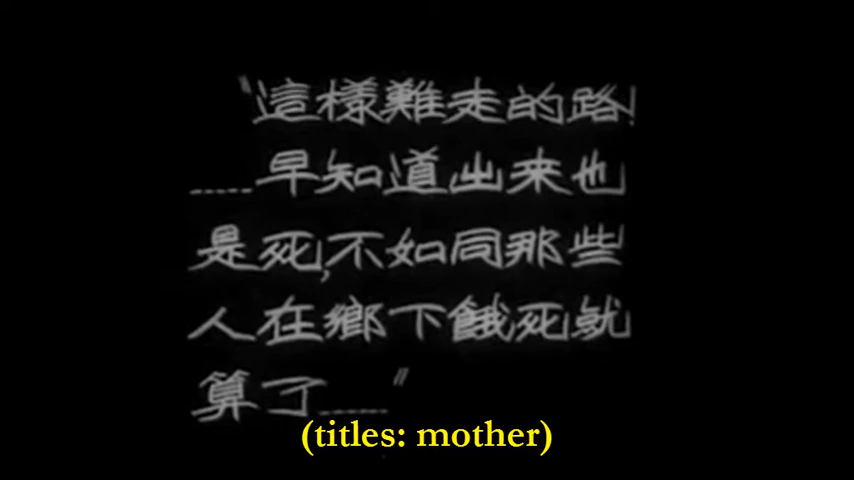 “這樣難走的路!
.....早知道出来也
是死,不如同那些
人在鄉下餓死就
算了......”
(titles: mother)